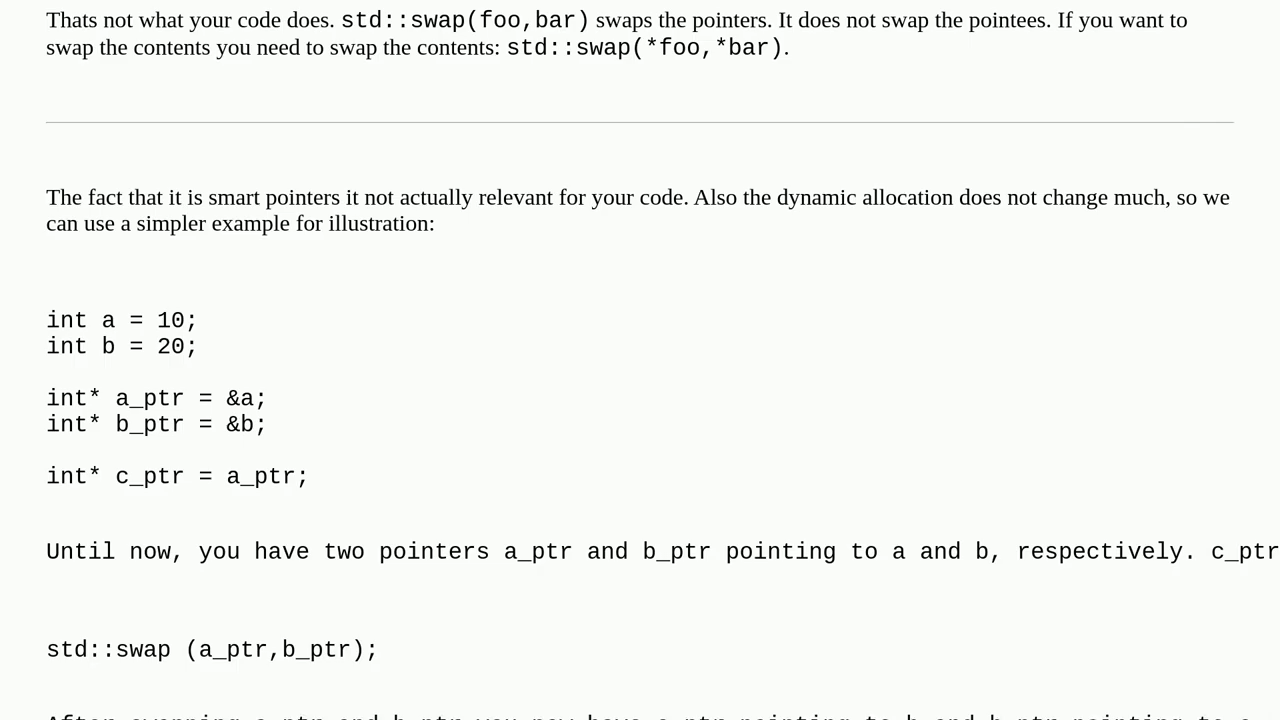 Thats not what your code does. std::swap(foo,bar) swaps the pointers. It does not swap the pointees. If you want to
swap the contents you need to swap the contents: std::swap(*foo,*bar).
The fact that it is smart pointers it not actually relevant for your code. Also the dynamic allocation does not change much, so we
can use a simpler example for illustration:
int a = 10;
int b = 20;
int* a_ptr = &a;
int* b_ptr = &b;
int* c_ptr = a_ptr;
Until now, you have two pointers a_ptr and b_ptr pointing to a and b, respectively. c_ptr
std::swap (a_ptr,b_ptr);